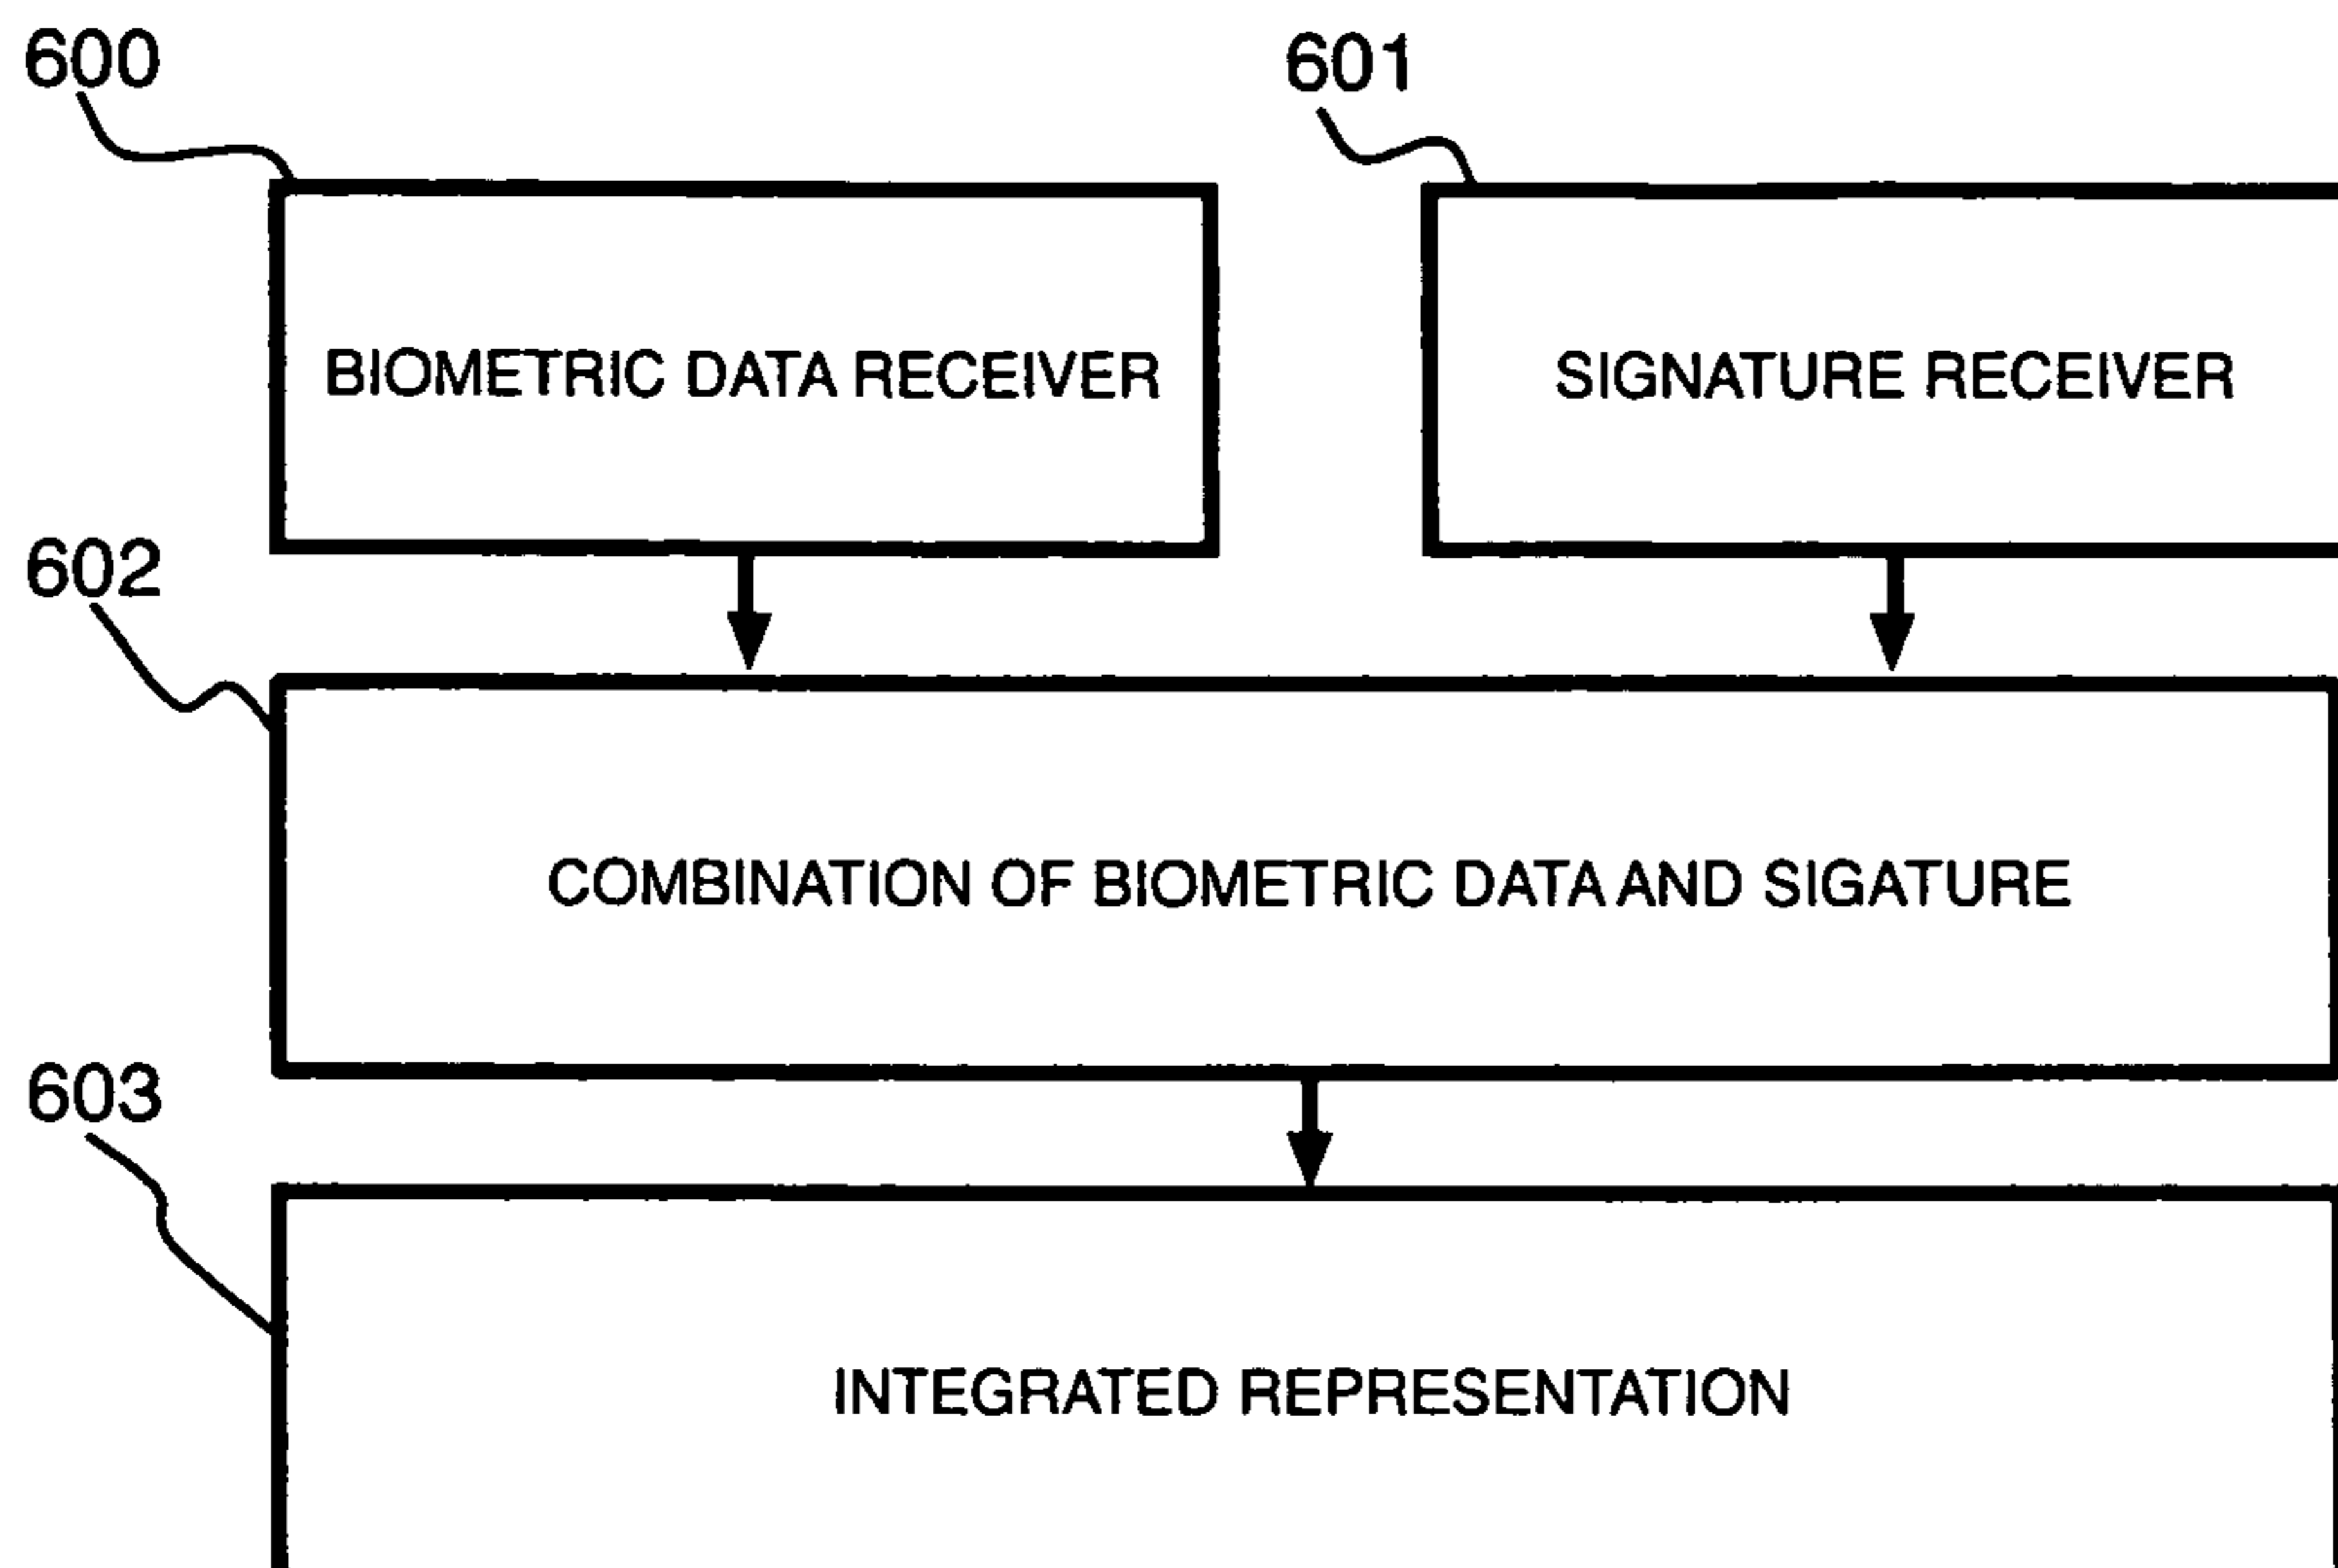 600
601
BIOMETRIC DATA RECEIVER
SIGNATURE RECEIVER
602
COMBINATION OF BIOMETRIC DATA AND SIGATURE
603
INTEGRATED REPRESENTATION